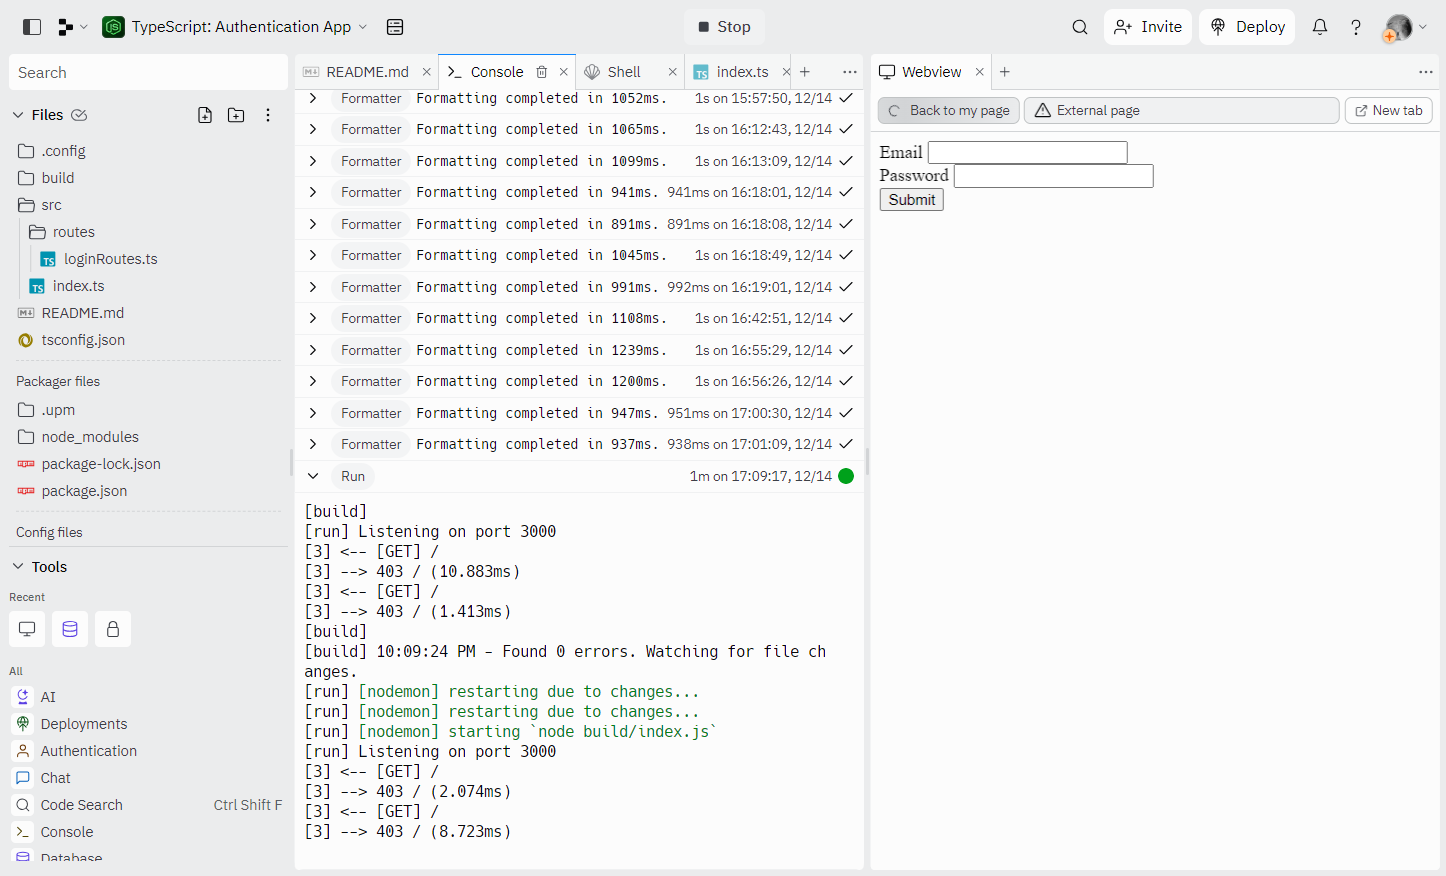 TypeScript: Authentication App
Stop
Invite
Deploy
Search
Files
.config
build
src
routes
loginRoutes.ts
index.ts
README.md
tsconfig.json
Packager files
.upm
node_modules
package-lock.json
package.json
Config files
Tools
Recent
All
AI
Deployments
Authentication
Chat
Code Search Ctrl Shift F
Console
Database
README.md
Console
Shell
index.ts
Formatter Formatting completed in 1052ms. 1s on 15:57:50, 12/14
Formatter Formatting completed in 1065ms. 1s on 16:12:43, 12/14
Formatter Formatting completed in 1099ms. 1s on 16:13:09, 12/14
Formatter Formatting completed in 941ms. 941ms on 16:18:01, 12/14
Formatter Formatting completed in 891ms. 891ms on 16:18:08, 12/14
Formatter Formatting completed in 1045ms. 1s on 16:18:49, 12/14
Formatter Formatting completed in 991ms. 992ms on 16:19:01, 12/14
Formatter Formatting completed in 1108ms. 1s on 16:42:51, 12/14
Formatter Formatting completed in 1239ms. 1s on 16:55:29, 12/14
Formatter Formatting completed in 1200ms. 1s on 16:56:26, 12/14
Formatter Formatting completed in 947ms. 951ms on 17:00:30, 12/14
Formatter Formatting completed in 937ms. 938ms on 17:01:09, 12/14
Run 1m on 17:09:17, 12/14
[build]
[run] Listening on port 3000
[3] <-- [GET] /
[3] --> 403 / (10.883ms)
[3] <-- [GET] /
[3] --> 403 / (1.413ms)
[build]
[build] 10:09:24 PM - Found 0 errors. Watching for file ch
anges.
[run] [nodemon] restarting due to changes...
[run] [nodemon] restarting due to changes...
[run] [nodemon] starting `node build/index.js`
[run] Listening on port 3000
[3] <-- [GET] /
[3] --> 403 / (2.074ms)
[3] <-- [GET] /
[3] --> 403 / (8.723ms)
Webview
Back to my page
External page
New tab
Email
Password
Submit